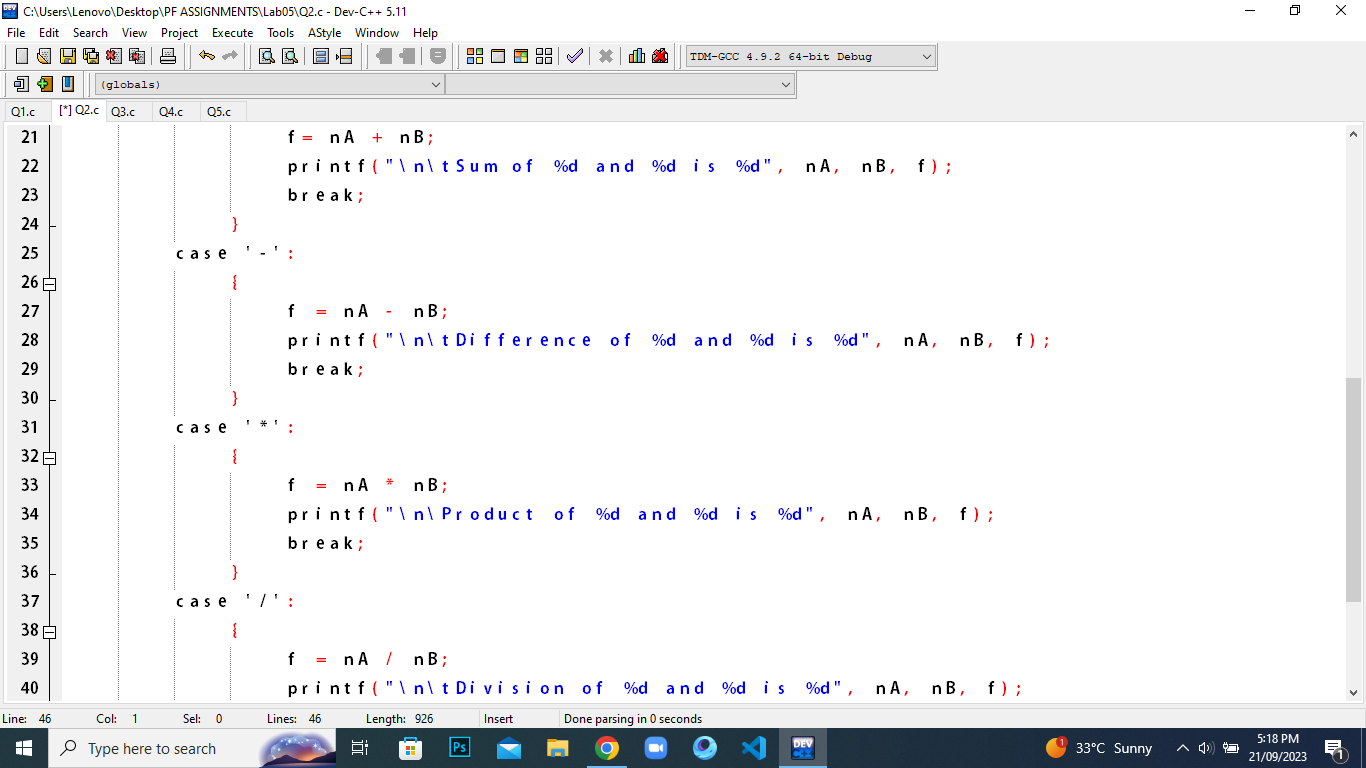 C:\Users\Lenovo\Desktop\PF ASSIGNMENTS\Lab05\Q2.c - Dev-C++ 5.11
File Edit Search View Project Execute Tools AStyle Window Help
TDM-GCC 4.9.2 64-bit Debug
(globals)
Q1.c [*] Q2.c Q3.c Q4.c Q5.c
21 f= nA + nB;
22 printf("\n\tSum of %d and %d is %d", nA, nB, f);
23 break;
24 }
25 case '-':
26 {
27 f = nA - nB;
28 printf("\n\tDifference of %d and %d is %d", nA, nB, f);
29 break;
30 }
31 case '*':
32 {
33 f = nA * nB;
34 printf("\n\Product of %d and %d is %d", nA, nB, f);
35 break;
36 }
37 case '/':
38 {
39 f = nA / nB;
40 printf("\n\tDivision of %d and %d is %d", nA, nB, f);
Line: 46 Col: 1 Sel: 0 Lines: 46 Length: 926 Insert Done parsing in 0 seconds
Type here to search
Ps
DEV
1
33°C Sunny
5:18 PM
21/09/2023
1